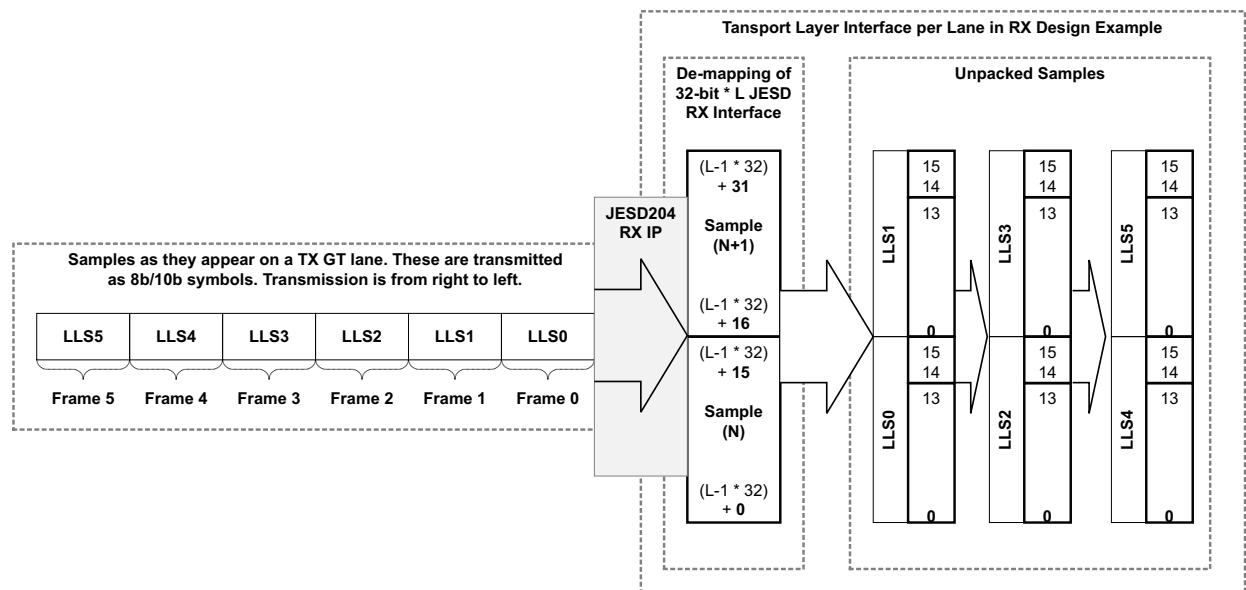 Tansport Layer Interface per Lane in RX Design Example
De-mapping of
32-bit * L JESD
RX Interface
Unpacked Samples
JESD204
RX IP
Samples as they appear on a TX GT lane. These are transmitted
as 8b/10b symbols. Transmission is from right to left.
LLS5 LLS4 LLS3 LLS2 LLS1 LLS0
Frame 5 Frame 4 Frame 3 Frame 2 Frame 1 Frame 0
(L-1 * 32)
+ 31
Sample
(N+1)
(L-1 * 32)
+ 16
(L-1 * 32)
+ 15
Sample
(N)
(L-1 * 32)
+ 0
LLS1
15
14
13
0
LLS0
15
14
13
0
LLS3
15
14
13
0
LLS2
15
14
13
0
LLS5
15
14
13
0
LLS4
15
14
13
0